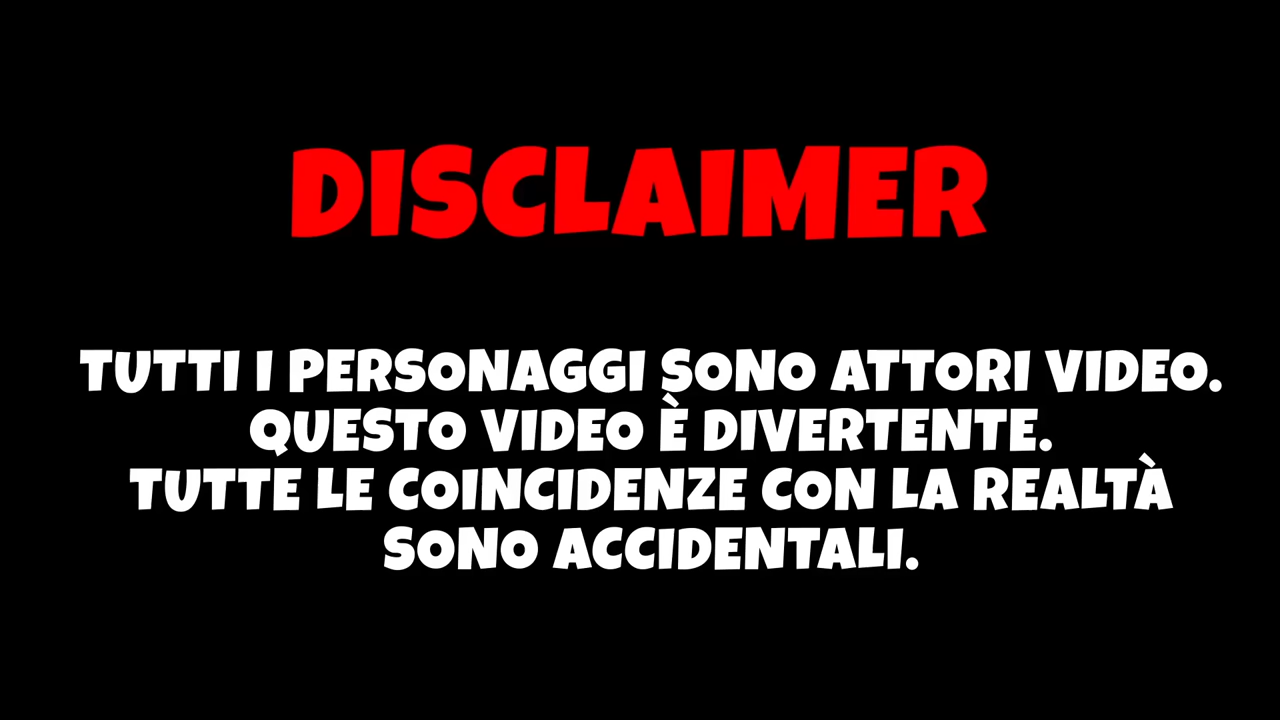 DISCLAIMER
TUTTI I PERSONAGGI SONO ATTORI VIDEO.
QUESTO VIDEO È DIVERTENTE.
TUTTE LE COINCIDENZE CON LA REALTÀ
SONO ACCIDENTALI.